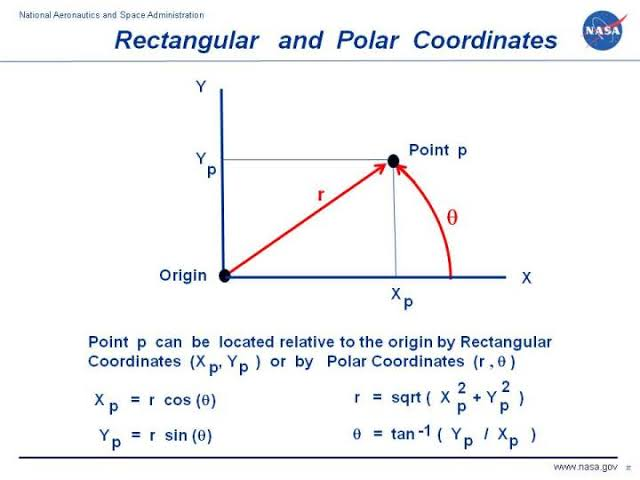 National Aeronautics and Space Administration
NASA
Rectangular and Polar Coordinates
Y
Point p
Yp
r
θ
Origin
X
Xp
Point p can be located relative to the origin by Rectangular
Coordinates (Xp, Yp ) or by Polar Coordinates (r , θ )
Xp = r cos (θ)
r = sqrt ( Xp² + Yp² )
Yp = r sin (θ)
θ = tan⁻¹ ( Yp / Xp )
www.nasa.gov